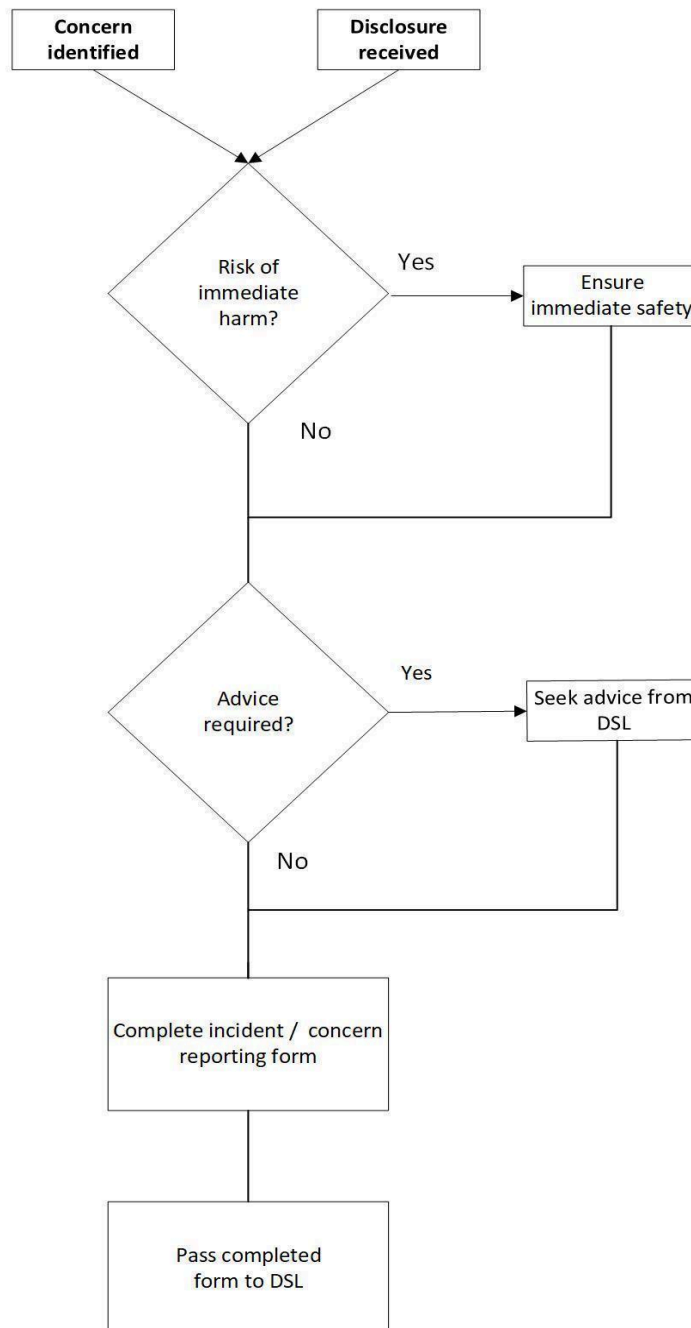 Concern
identified
Disclosure
received
Risk of
immediate
harm?
Yes
Ensure
immediate safety
No
Advice
required?
Yes
Seek advice from
DSL
No
Complete incident / concern
reporting form
Pass completed
form to DSL